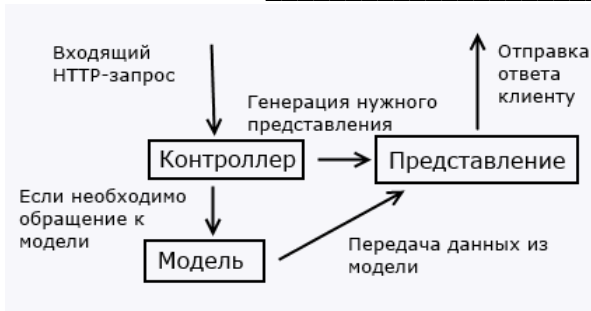 Входящий
HTTP-запрос
Отправка
ответа
клиенту
Генерация нужного
представления
Контроллер
Представление
Если необходимо
обращение к
модели
Модель
Передача данных из
модели